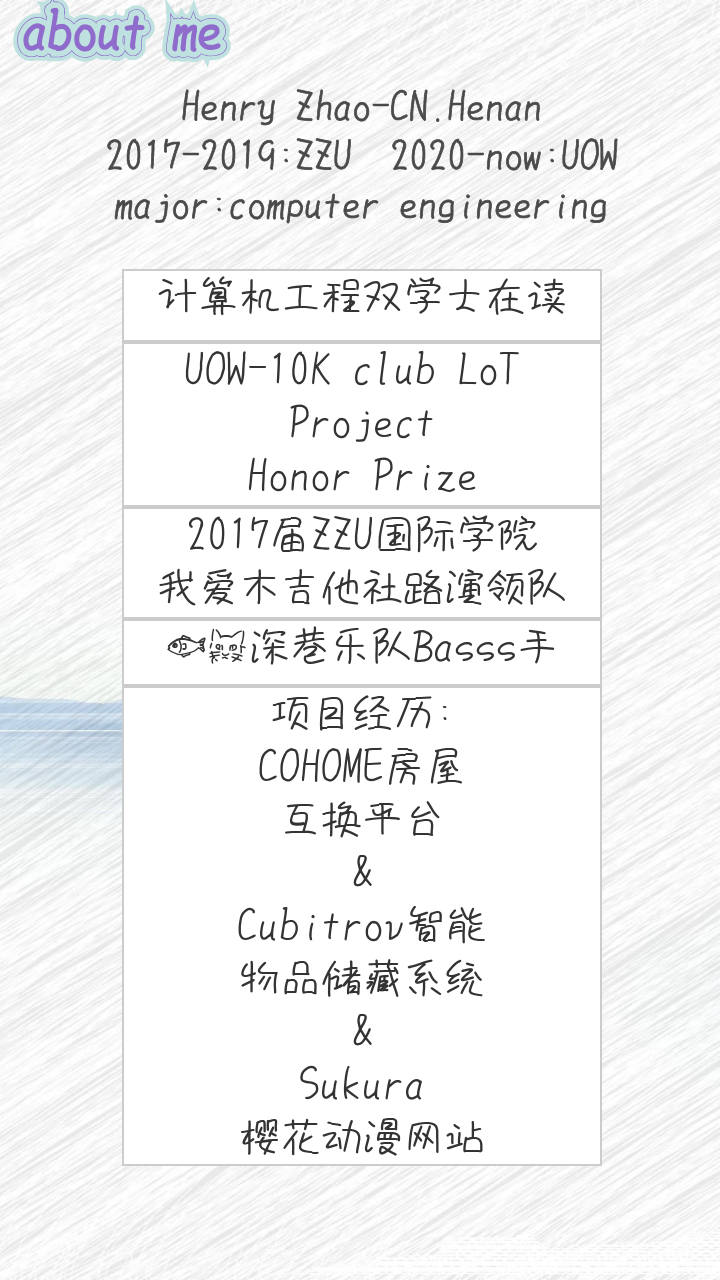 about me
Henry Zhao-CN.Henan
2017-2019:ZZU 2020-now:UOW
major:computer engineering
计算机工程双学士在读
UOW-10K club LoT
Project
Honor Prize
2017届ZZU国际学院
我爱木吉他社路演领队
🐟🐱深巷乐队Basss手
项目经历:
COHOME房屋
互换平台
&
Cubitrov智能
物品储藏系统
&
Sukura
樱花动漫网站